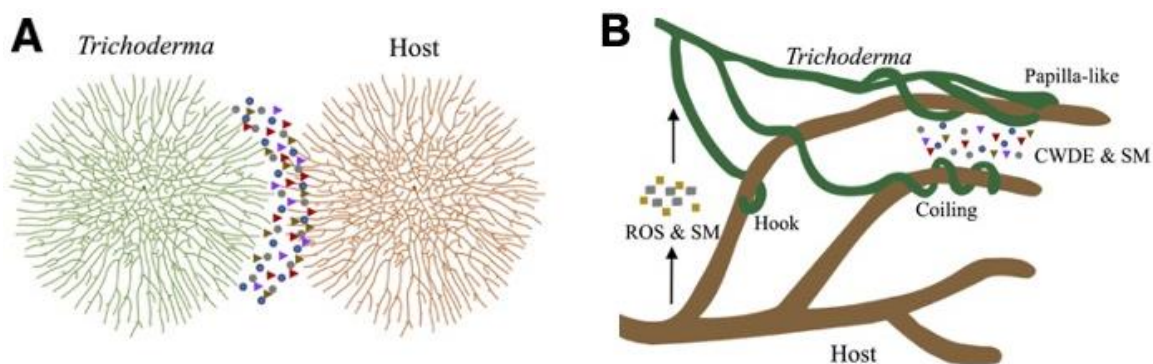 A
Trichoderma
Host
B
Trichoderma
Papilla-like
CWDE & SM
Coiling
Hook
ROS & SM
Host